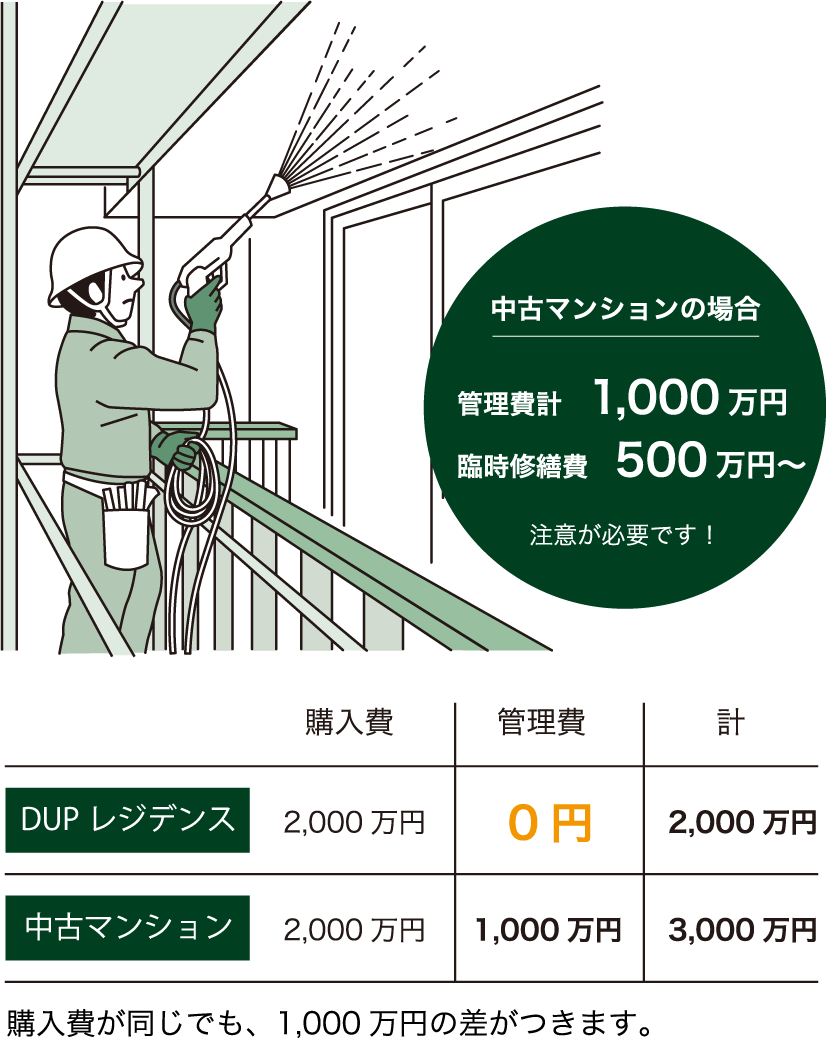 中古マンションの場合
管理費計 1,000万円
臨時修繕費 500万円〜
注意が必要です！
購入費 管理費 計
DUPレジデンス 2,000万円 0円 2,000万円
中古マンション 2,000万円 1,000万円 3,000万円
購入費が同じでも、1,000万円の差がつきます。